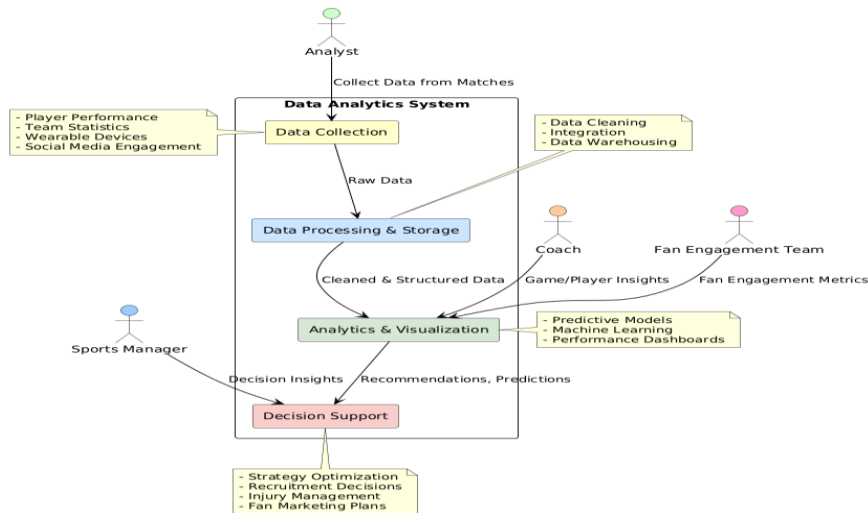 Analyst
Collect Data from Matches
Data Analytics System
- Player Performance
- Team Statistics
- Wearable Devices
- Social Media Engagement
Data Collection
- Data Cleaning
- Integration
- Data Warehousing
Raw Data
Data Processing & Storage
Coach
Fan Engagement Team
Cleaned & Structured Data
Game/Player Insights
Fan Engagement Metrics
Analytics & Visualization
- Predictive Models
- Machine Learning
- Performance Dashboards
Sports Manager
Decision Insights
Recommendations, Predictions
Decision Support
- Strategy Optimization
- Recruitment Decisions
- Injury Management
- Fan Marketing Plans